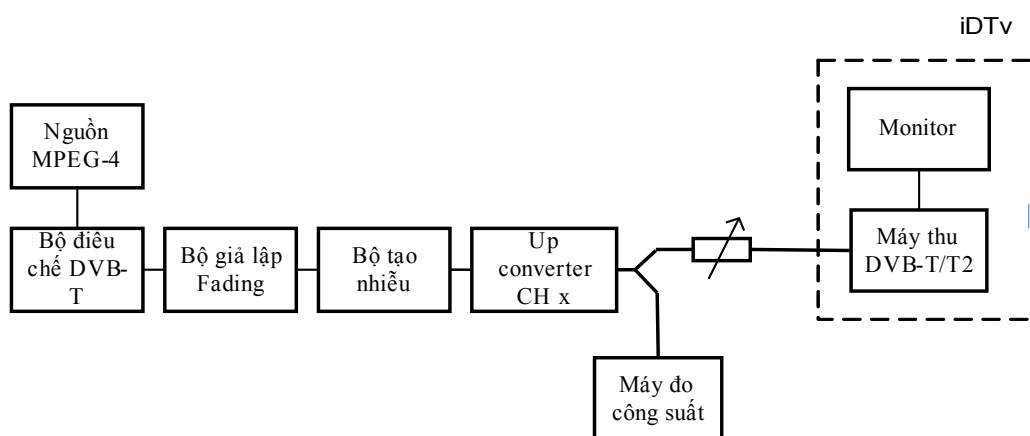 iDTv
Nguồn
MPEG-4
Monitor
Bộ điều
chế DVB-
T
Bộ giả lập
Fading
Bộ tạo
nhiễu
Up
converter
CH x
Máy thu
DVB-T/T2
Máy đo
công suất